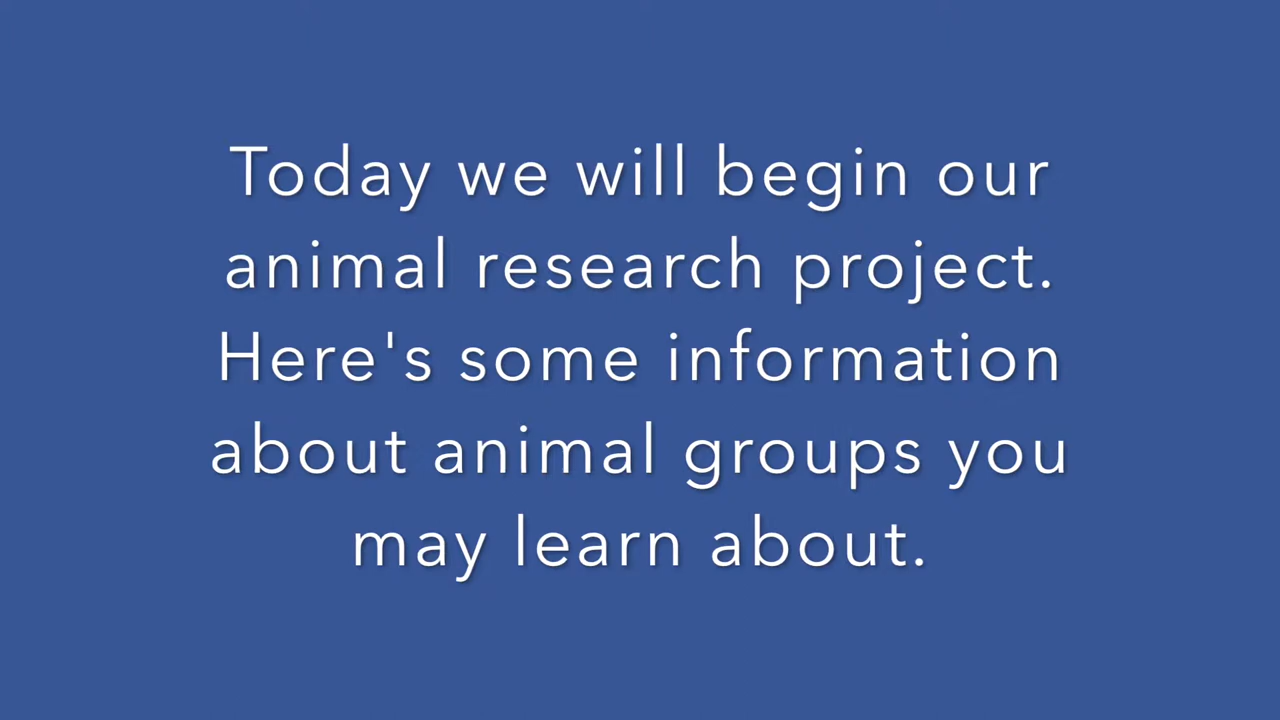 Today we will begin our
animal research project.
Here's some information
about animal groups you
may learn about.